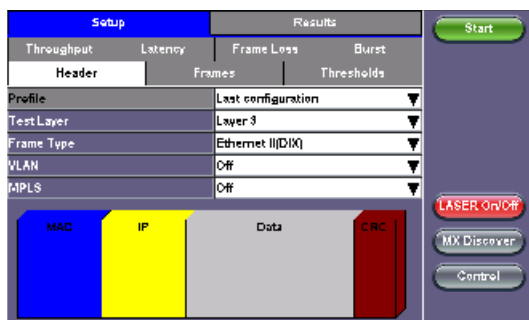 Setup Results
Throughput Latency Frame Loss Burst
Header Frames Thresholds
Profile Last configuration
Test Layer Layer 3
Frame Type Ethernet II(DIX)
VLAN Off
MPLS Off
MAC IP Data CRC
Start
LASER On/Off
MX Discover
Control